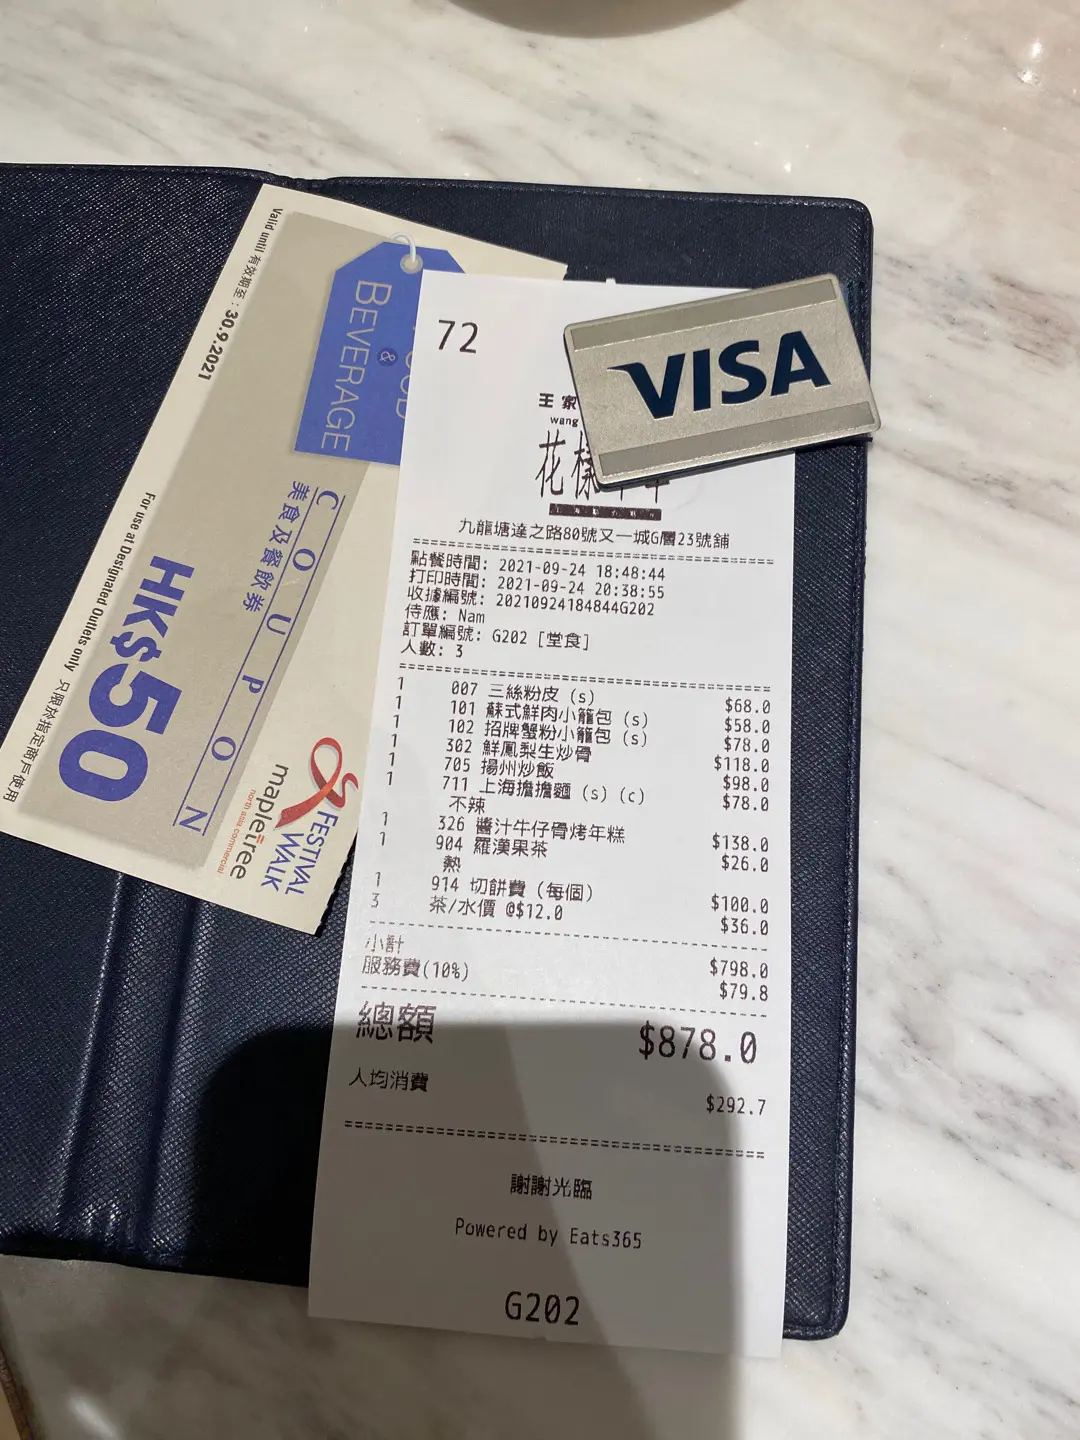 Valid until 有效期至：30.9.2021
BEVERAGE
&
COUPON
美食及餐飲券
HK$50
For use at Designated Outlets only 只限於指定商戶使用
FESTIVAL
WALK
mapletree
north asia commercial
VISA
72
王家
wang
花樣
九龍塘達之路80號又一城G層23號舖
點餐時間: 2021-09-24 18:48:44
打印時間: 2021-09-24 20:38:55
收據編號: 20210924184844G202
侍應: Nam
訂單編號: G202 [堂食]
人數: 3
1 007 三絲粉皮 (s) $68.0
1 101 蘇式鮮肉小籠包 (s) $58.0
1 102 招牌蟹粉小籠包 (s) $78.0
1 302 鮮鳳梨生炒骨 $118.0
1 705 揚州炒飯 $98.0
1 711 上海擔擔麵 (s) (c) $78.0
不辣
1 326 醬汁牛仔骨烤年糕 $138.0
1 904 羅漢果茶 $26.0
熱
1 914 切餅費 (每個) $100.0
3 茶/水價 @$12.0 $36.0
小計 $798.0
服務費(10%) $79.8
總額 $878.0
人均消費 $292.7
謝謝光臨
Powered by Eats365
G202